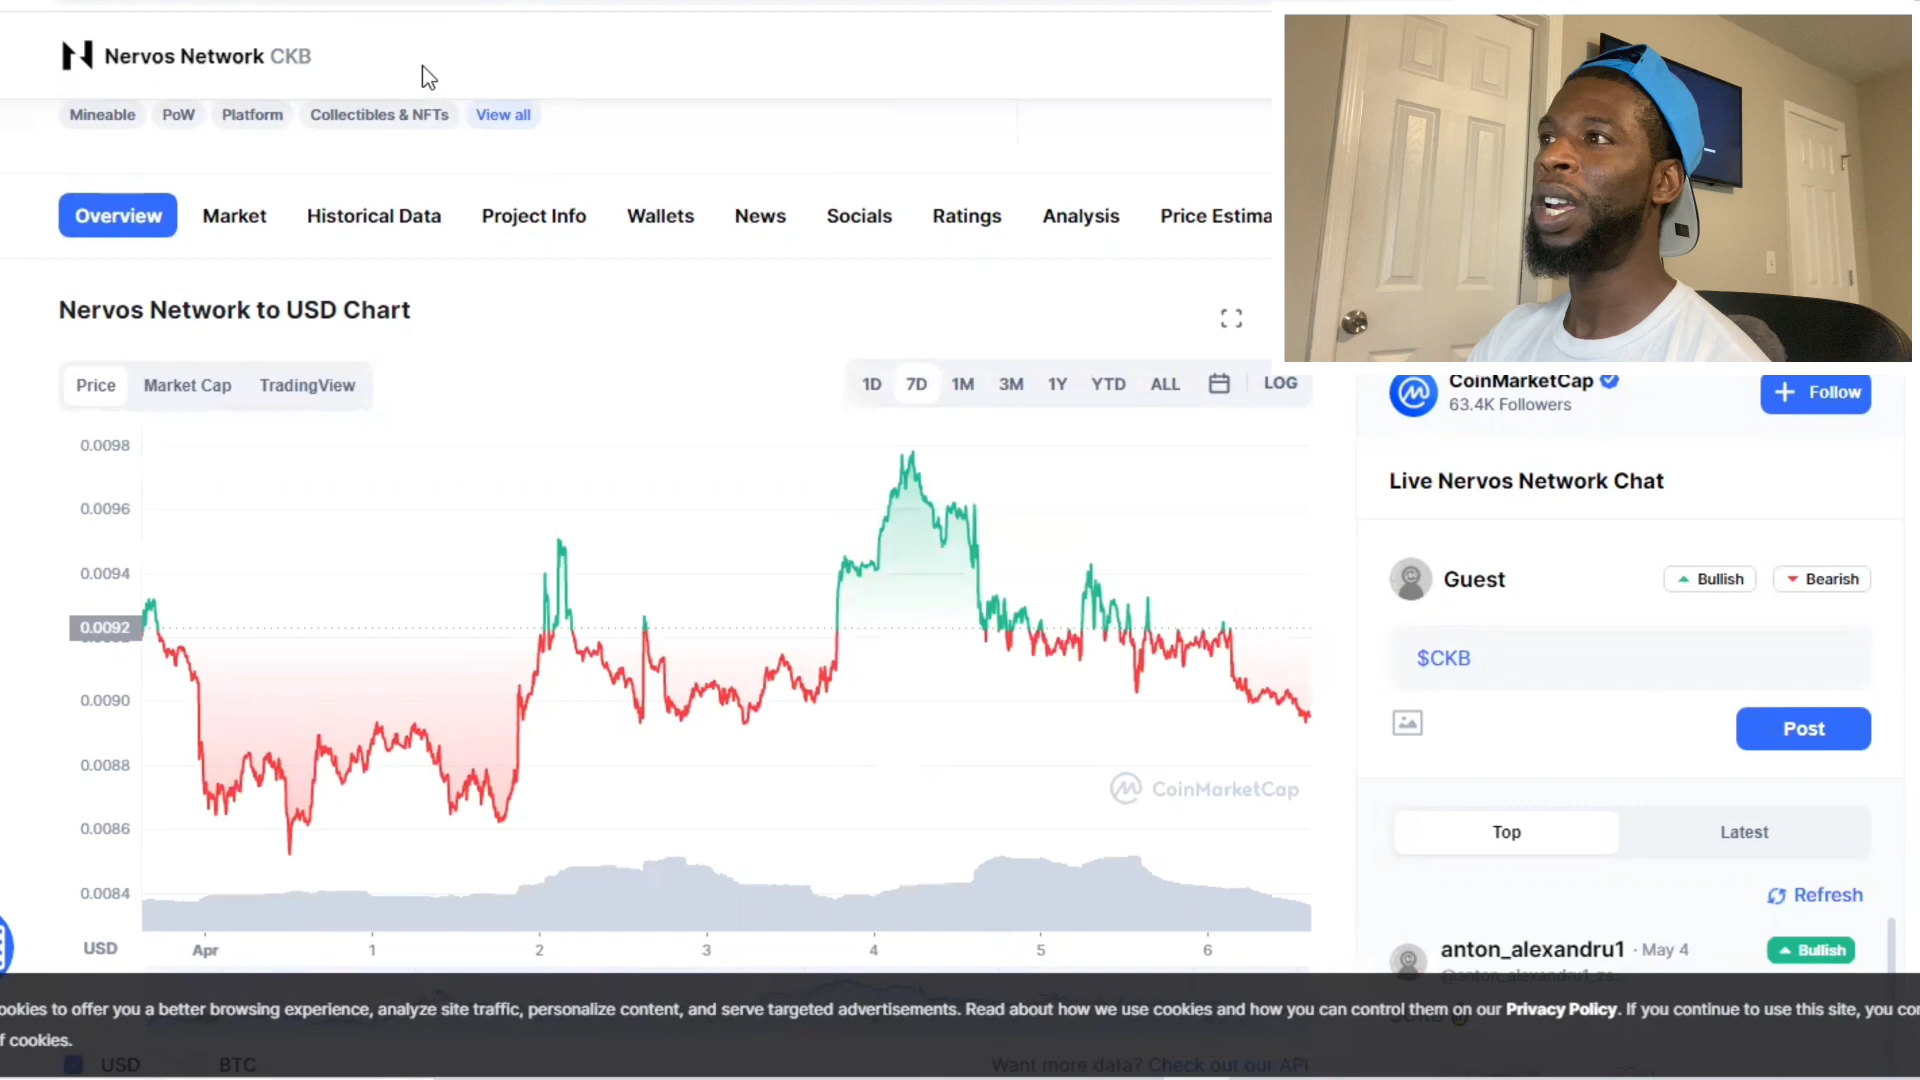 Nervos Network CKB
Mineable PoW Platform Collectibles & NFTs View all
Overview Market Historical Data Project Info Wallets News Socials Ratings Analysis Price Estima
Nervos Network to USD Chart
Price Market Cap TradingView
1D 7D 1M 3M 1Y YTD ALL LOG
0.0098
0.0096
0.0094
0.0092
0.0090
0.0088
0.0086
0.0084
CoinMarketCap
USD Apr 1 2 3 4 5 6
CoinMarketCap
63.4K Followers
Follow
Live Nervos Network Chat
Guest
Bullish Bearish
$CKB
Post
Top Latest
Refresh
anton_alexandru1 · May 4 Bullish
ookies to offer you a better browsing experience, analyze site traffic, personalize content, and serve targeted advertisements. Read about how we use cookies and how you can control them on our Privacy Policy. If you continue to use this site, you co
f cookies.
USD BTC
Want more data? Check out our API